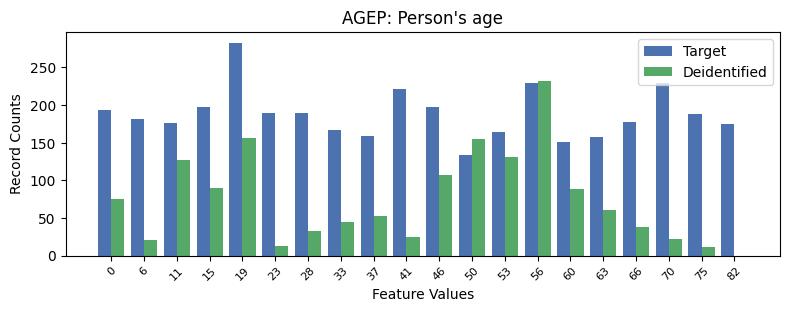 AGEP: Person's age
Target
Deidentified
Record Counts
250
200
150
100
50
0
0 6 11 15 19 23 28 33 37 41 46 50 53 56 60 63 66 70 75 82
Feature Values